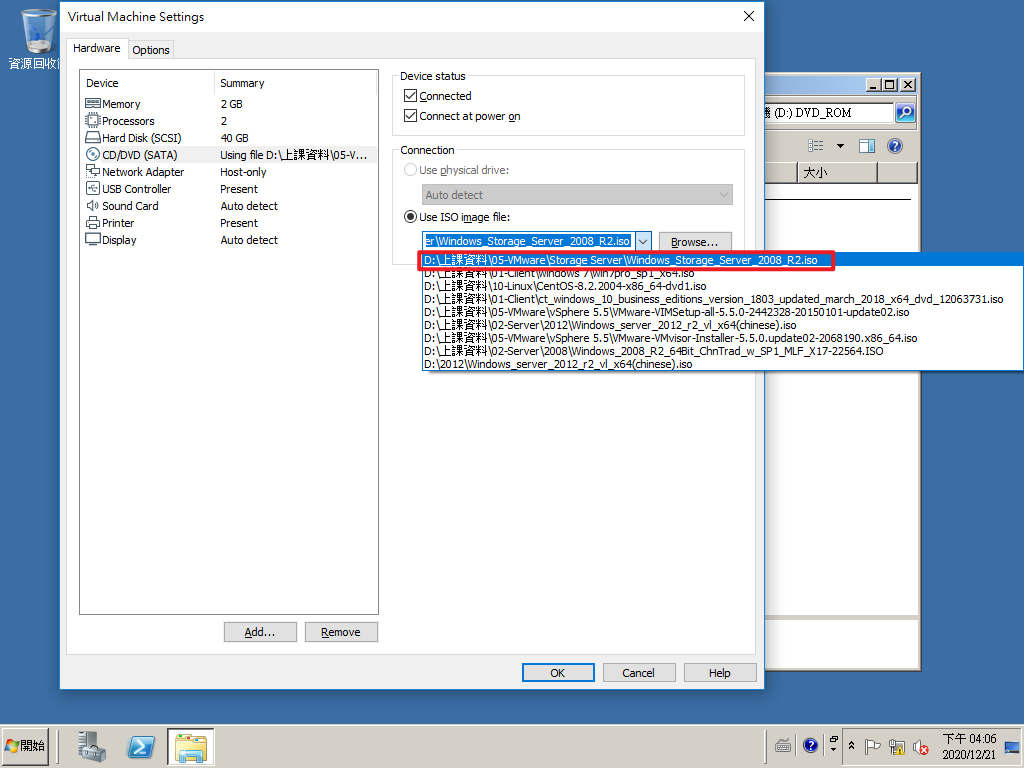 資源回收
Virtual Machine Settings
Hardware
Options
Device Summary
Memory 2 GB
Processors 2
Hard Disk (SCSI) 40 GB
CD/DVD (SATA) Using file D:\上課資料\05-V...
Network Adapter Host-only
USB Controller Present
Sound Card Auto detect
Printer Present
Display Auto detect
Add...
Remove
Device status
Connected
Connect at power on
Connection
Use physical drive:
Auto detect
Use ISO image file:
er\Windows_Storage_Server_2008_R2.iso
Browse...
D:\上課資料\05-VMware\Storage Server\Windows_Storage_Server_2008_R2.iso
D:\上課資料\01-Client\windows 7\win7pro_sp1_x64.iso
D:\上課資料\10-Linux\CentOS-8.2.2004-x86_64-dvd1.iso
D:\上課資料\01-Client\ct_windows_10_business_editions_version_1803_updated_march_2018_x64_dvd_12063731.iso
D:\上課資料\05-VMware\vSphere 5.5\VMware-VIMSetup-all-5.5.0-2442328-20150101-update02.iso
D:\上課資料\02-Server\2012\Windows_server_2012_r2_vl_x64(chinese).iso
D:\上課資料\05-VMware\vSphere 5.5\VMware-VMvisor-Installer-5.5.0.update02-2068190.x86_64.iso
D:\上課資料\02-Server\2008\Windows_2008_R2_64Bit_ChnTrad_w_SP1_MLF_X17-22564.ISO
D:\2012\Windows_server_2012_r2_vl_x64(chinese).iso
OK
Cancel
Help
(D:) DVD_ROM
大小
開始
下午 04:06
2020/12/21